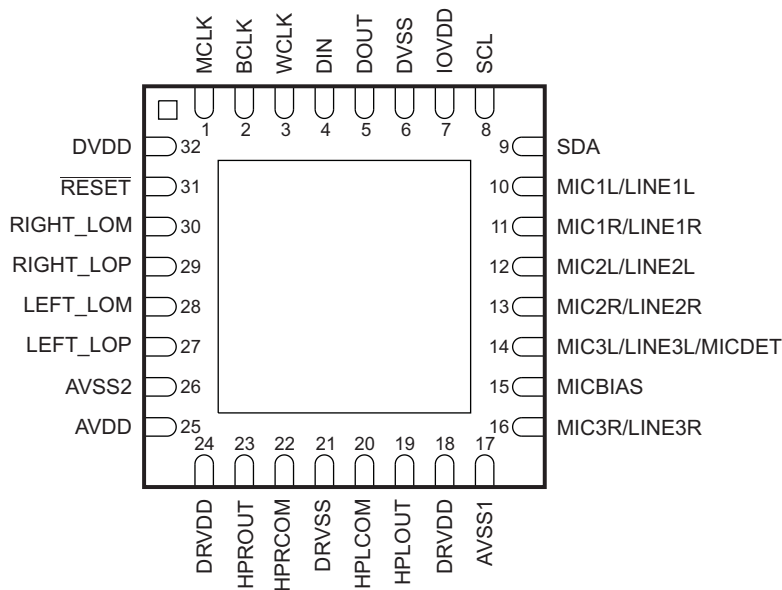 MCLK
BCLK
WCLK
DIN
DOUT
DVSS
IOVDD
SCL
1 2 3 4 5 6 7 8
DVDD 32
RESET 31
RIGHT_LOM 30
RIGHT_LOP 29
LEFT_LOM 28
LEFT_LOP 27
AVSS2 26
AVDD 25
9 SDA
10 MIC1L/LINE1L
11 MIC1R/LINE1R
12 MIC2L/LINE2L
13 MIC2R/LINE2R
14 MIC3L/LINE3L/MICDET
15 MICBIAS
16 MIC3R/LINE3R
24 23 22 21 20 19 18 17
DRVDD
HPROUT
HPRCOM
DRVSS
HPLCOM
HPLOUT
DRVDD
AVSS1